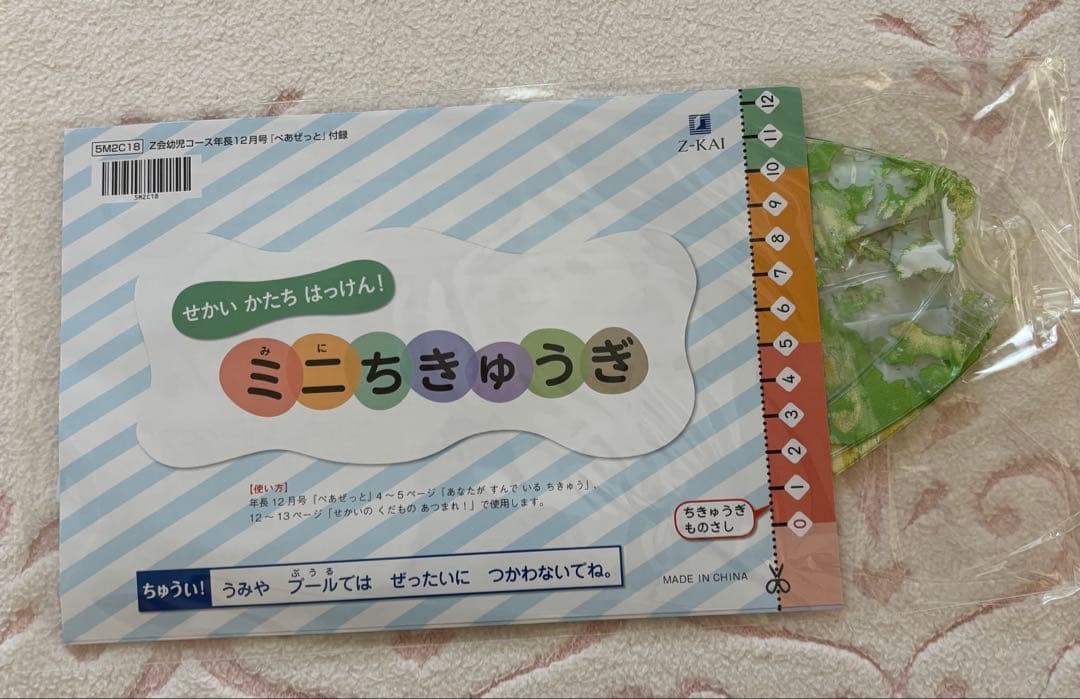 5M2C18 Z会幼児コース年長12月号『ぺあぜっと』付録
5M2C18
Z-KAI
せかい かたち はっけん!
み に
ミニちきゅうぎ
【使い方】
年長12月号『ぺあぜっと』4～5ページ「あなたが すんで いる ちきゅう」、
12～13ページ「せかいの くだもの あつまれ!」で使用します。
ちゅうい!
ぷうる
うみや プールでは ぜったいに つかわないでね。
MADE IN CHINA
ちきゅうぎ
ものさし
12
11
10
9
8
7
6
5
4
3
2
1
0